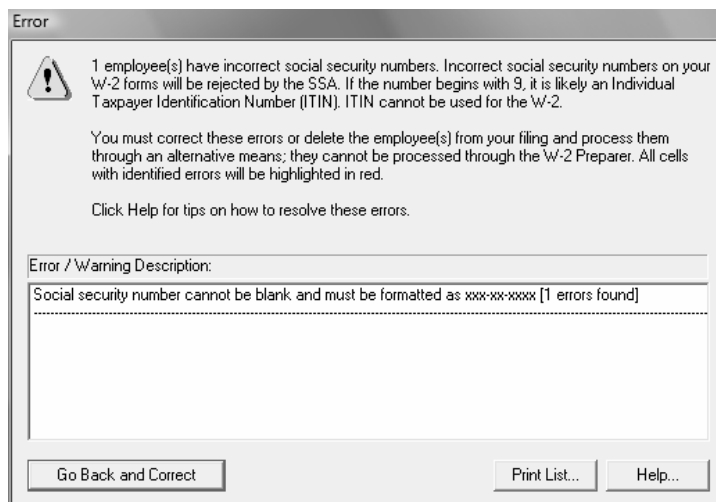 Error
1 employee(s) have incorrect social security numbers. Incorrect social security numbers on your
W-2 forms will be rejected by the SSA. If the number begins with 9, it is likely an Individual
Taxpayer Identification Number (ITIN). ITIN cannot be used for the W-2.
You must correct these errors or delete the employee(s) from your filing and process them
through an alternative means; they cannot be processed through the W-2 Preparer. All cells
with identified errors will be highlighted in red.
Click Help for tips on how to resolve these errors.
Error / Warning Description:
Social security number cannot be blank and must be formatted as xxx-xx-xxxx [1 errors found]
Go Back and Correct
Print List...
Help...